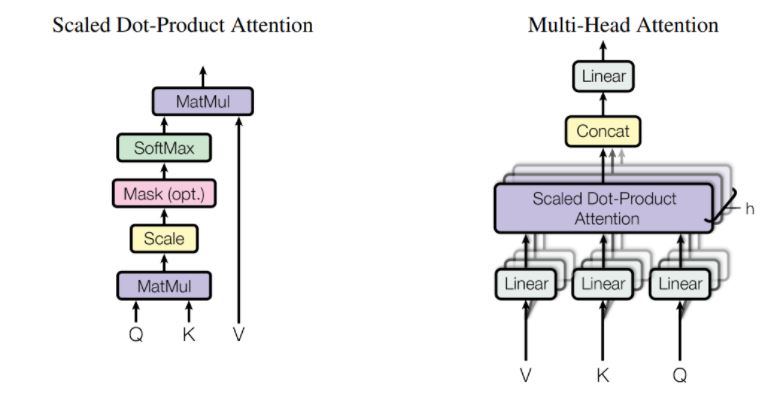 Scaled Dot-Product Attention
MatMul
SoftMax
Mask (opt.)
Scale
MatMul
Q K V
Multi-Head Attention
Linear
Concat
Scaled Dot-Product
Attention
h
Linear Linear Linear
V K Q